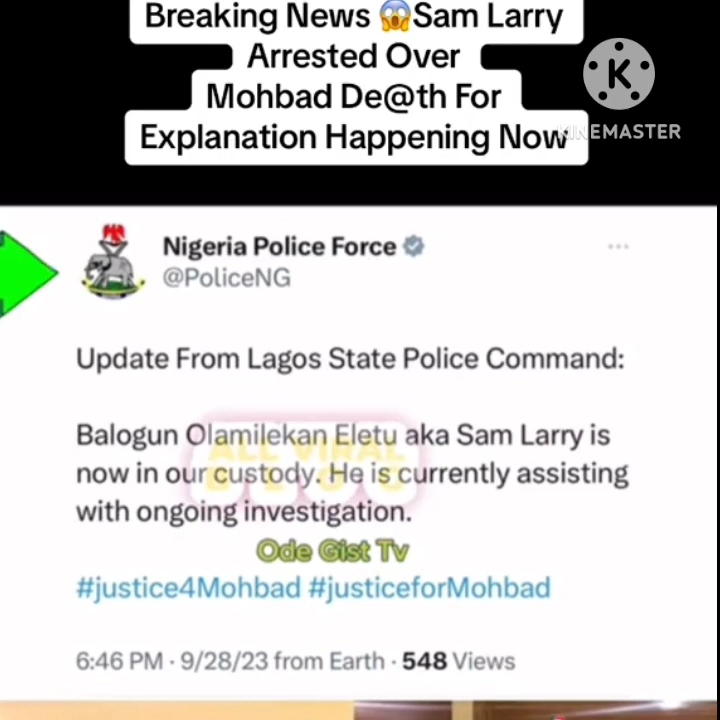 Breaking News 😱Sam Larry
Arrested Over
Mohbad De@th For
Explanation Happening Now
K
KINEMASTER
Nigeria Police Force
@PoliceNG
Update From Lagos State Police Command:
Balogun Olamilekan Eletu aka Sam Larry is
now in our custody. He is currently assisting
with ongoing investigation.
ALL VIRAL
BLOG
Ode Gist Tv
#justice4Mohbad #justiceforMohbad
6:46 PM · 9/28/23 from Earth · 548 Views